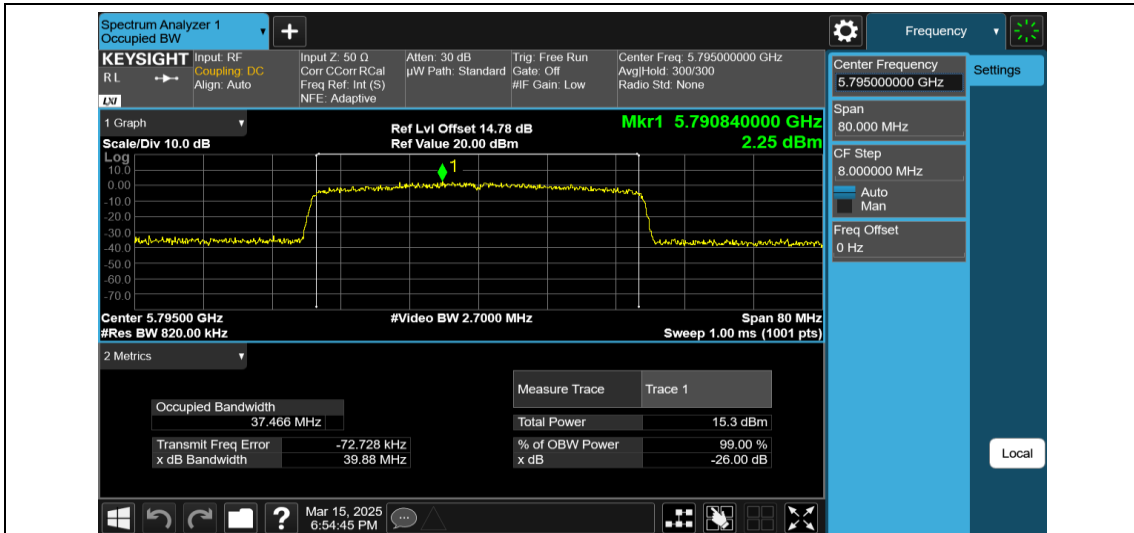 Spectrum Analyzer 1
Occupied BW
+
Frequency
KEYSIGHT
R L
LXI
Input: RF
Coupling: DC
Align: Auto
Input Z: 50 Ω
Corr CCorr RCal
Freq Ref: Int (S)
NFE: Adaptive
Atten: 30 dB
µW Path: Standard
Trig: Free Run
Gate: Off
#IF Gain: Low
Center Freq: 5.795000000 GHz
Avg|Hold: 300/300
Radio Std: None
Center Frequency
5.795000000 GHz
Settings
Span
80.000 MHz
CF Step
8.000000 MHz
Auto
Man
Freq Offset
0 Hz
1 Graph
Scale/Div 10.0 dB
Ref Lvl Offset 14.78 dB
Ref Value 20.00 dBm
Mkr1 5.790840000 GHz
2.25 dBm
Log
10.0
0.00
-10.0
-20.0
-30.0
-40.0
-50.0
-60.0
-70.0
1
Center 5.79500 GHz
#Res BW 820.00 kHz
#Video BW 2.7000 MHz
Span 80 MHz
Sweep 1.00 ms (1001 pts)
2 Metrics
Measure Trace Trace 1
Occupied Bandwidth
37.466 MHz
Total Power 15.3 dBm
Transmit Freq Error -72.728 kHz
% of OBW Power 99.00 %
x dB Bandwidth 39.88 MHz
x dB -26.00 dB
Local
?
Mar 15, 2025
6:54:45 PM